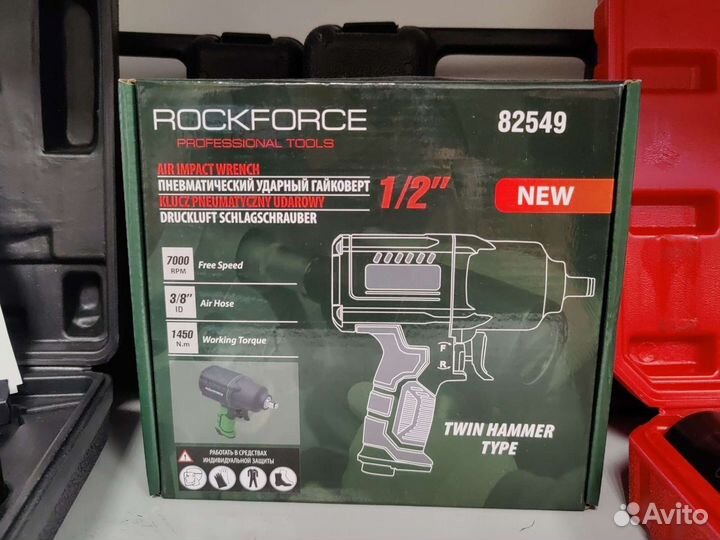 ROCKFORCE
PROFESSIONAL TOOLS
82549
AIR IMPACT WRENCH
ПНЕВМАТИЧЕСКИЙ УДАРНЫЙ ГАЙКОВЕРТ
KLUCZ PNEUMATYCZNY UDAROWY
DRUCKLUFT SCHLAGSCHRAUBER
1/2"
NEW
7000
RPM
Free Speed
3/8"
ID
Air Hose
1450
N.m
Working Torque
F
R
TWIN HAMMER
TYPE
РАБОТАТЬ В СРЕДСТВАХ
ИНДИВИДУАЛЬНОЙ ЗАЩИТЫ
Avito